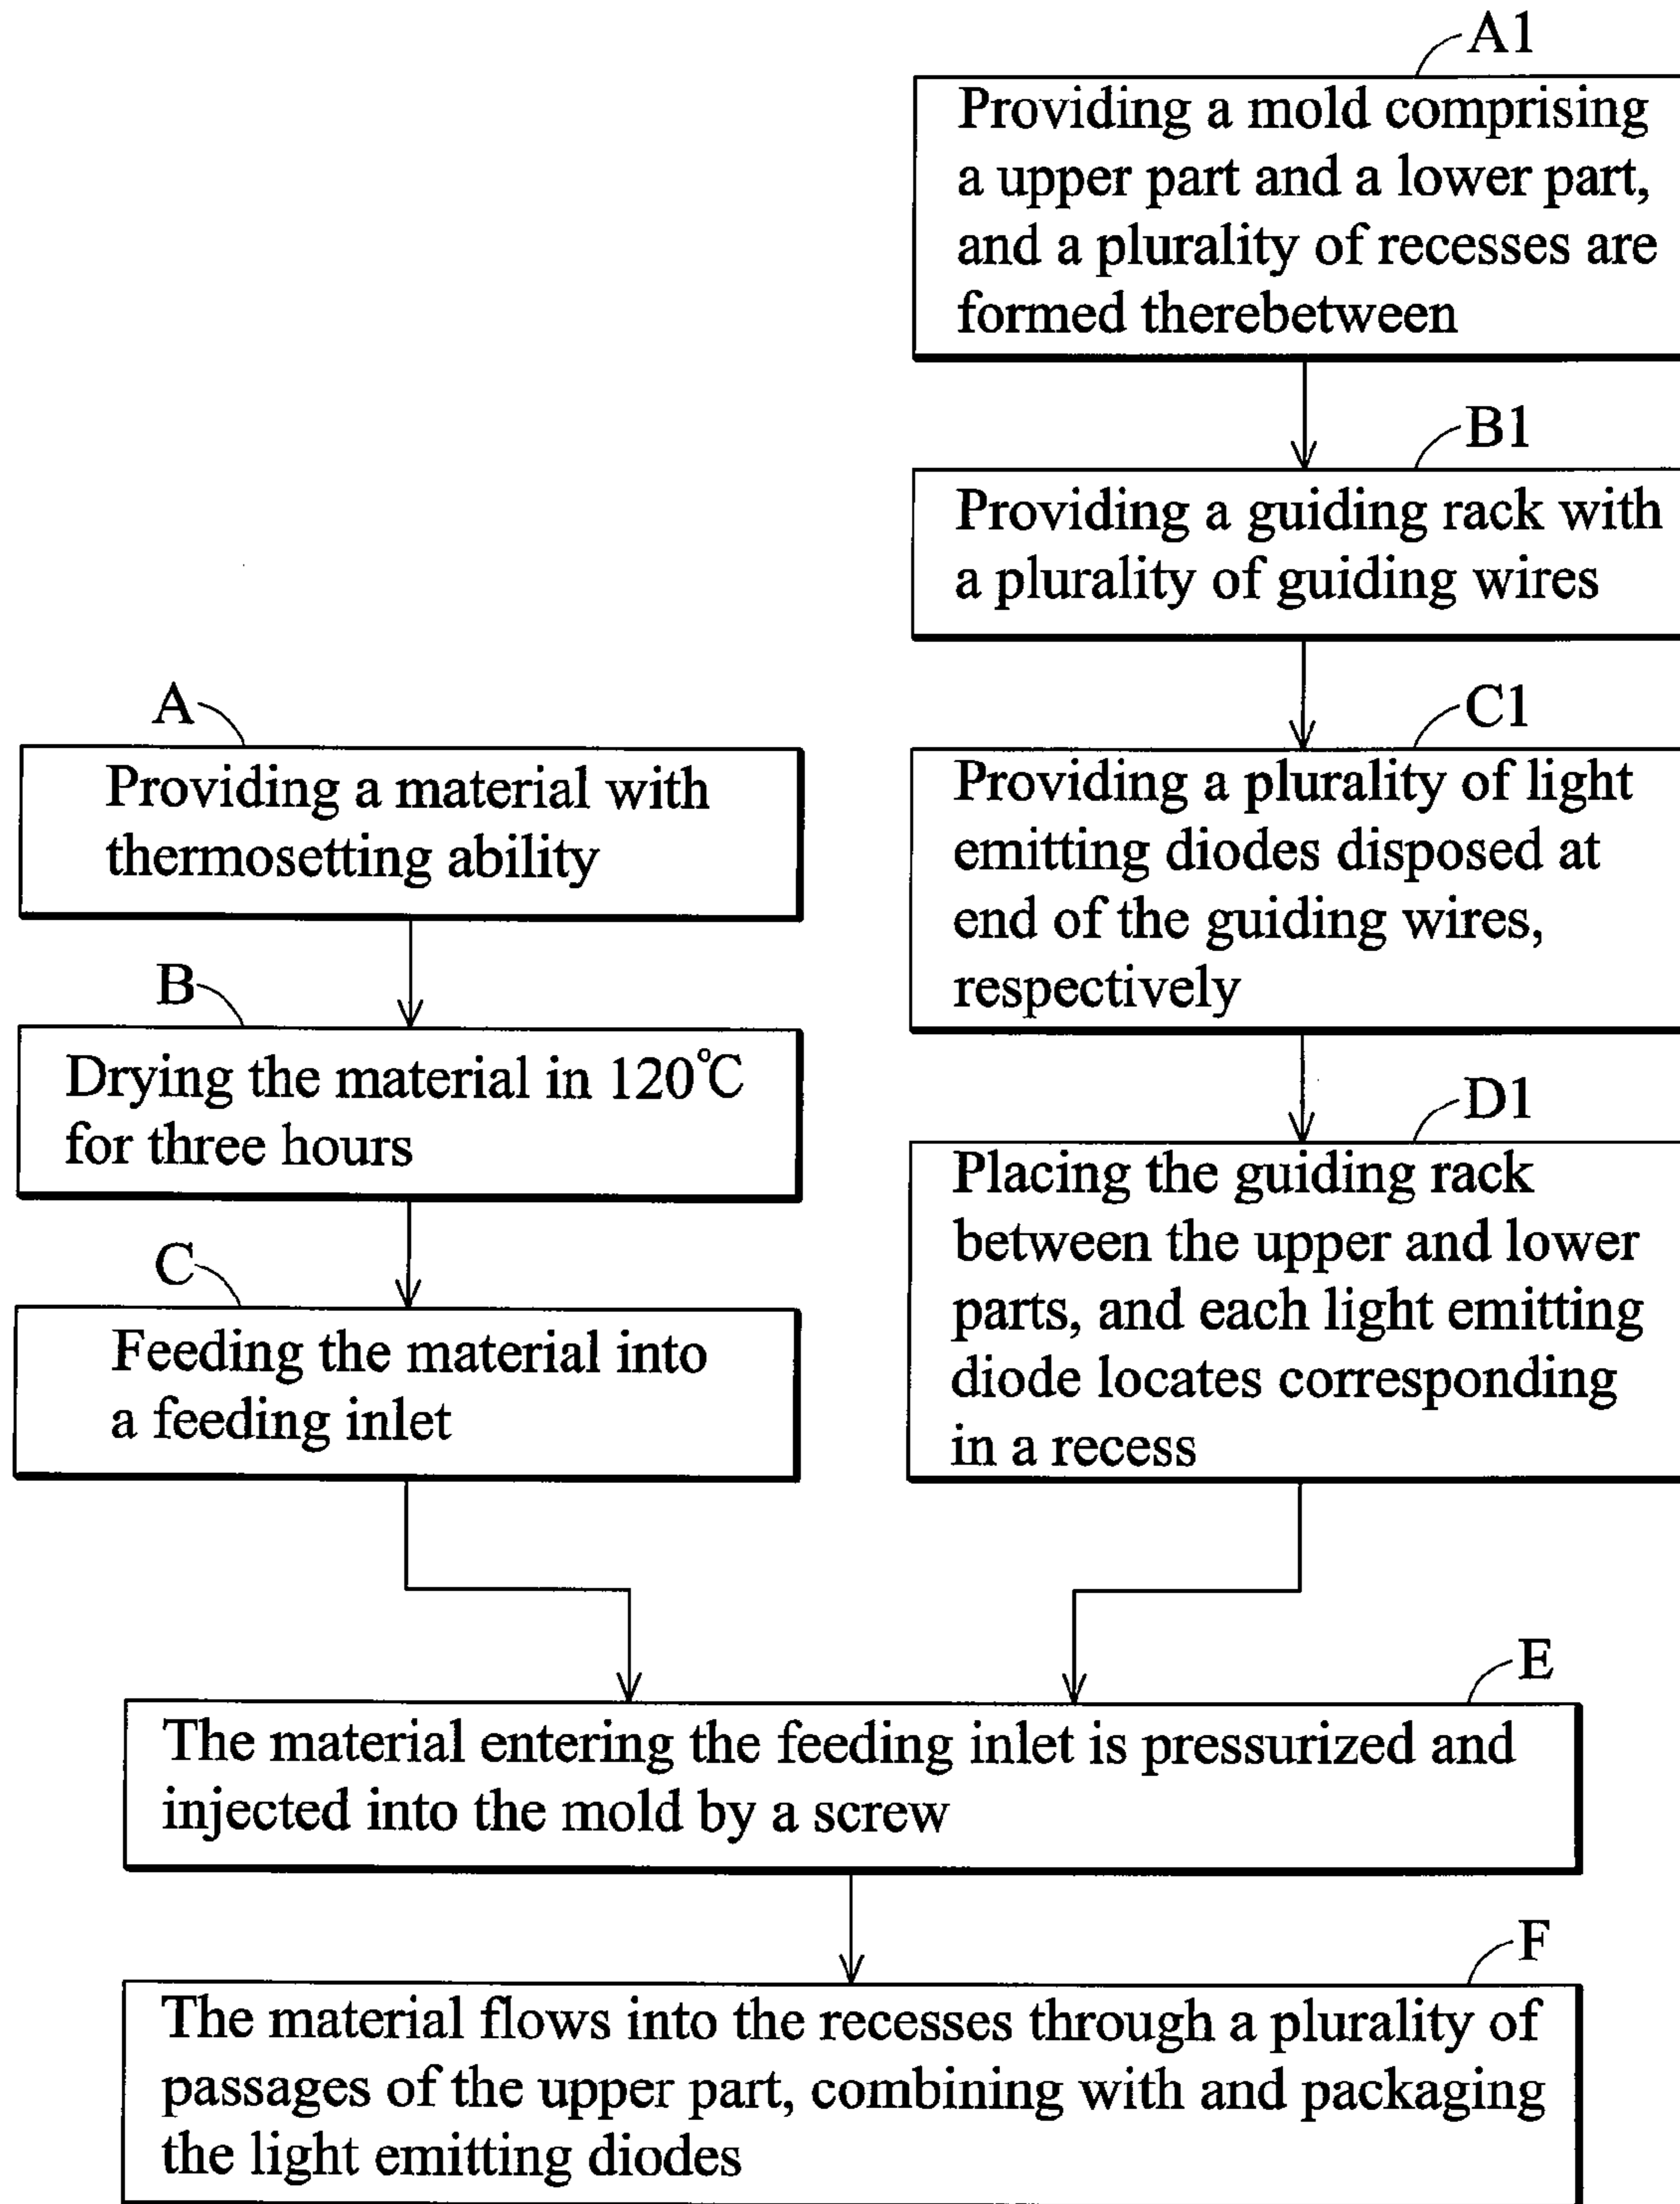 A1
Providing a mold comprising
a upper part and a lower part,
and a plurality of recesses are
formed therebetween
B1
Providing a guiding rack with
a plurality of guiding wires
A
Providing a material with
thermosetting ability
B
Drying the material in 120℃
for three hours
C
Feeding the material into
a feeding inlet
C1
Providing a plurality of light
emitting diodes disposed at
end of the guiding wires,
respectively
D1
Placing the guiding rack
between the upper and lower
parts, and each light emitting
diode locates corresponding
in a recess
E
The material entering the feeding inlet is pressurized and
injected into the mold by a screw
F
The material flows into the recesses through a plurality of
passages of the upper part, combining with and packaging
the light emitting diodes